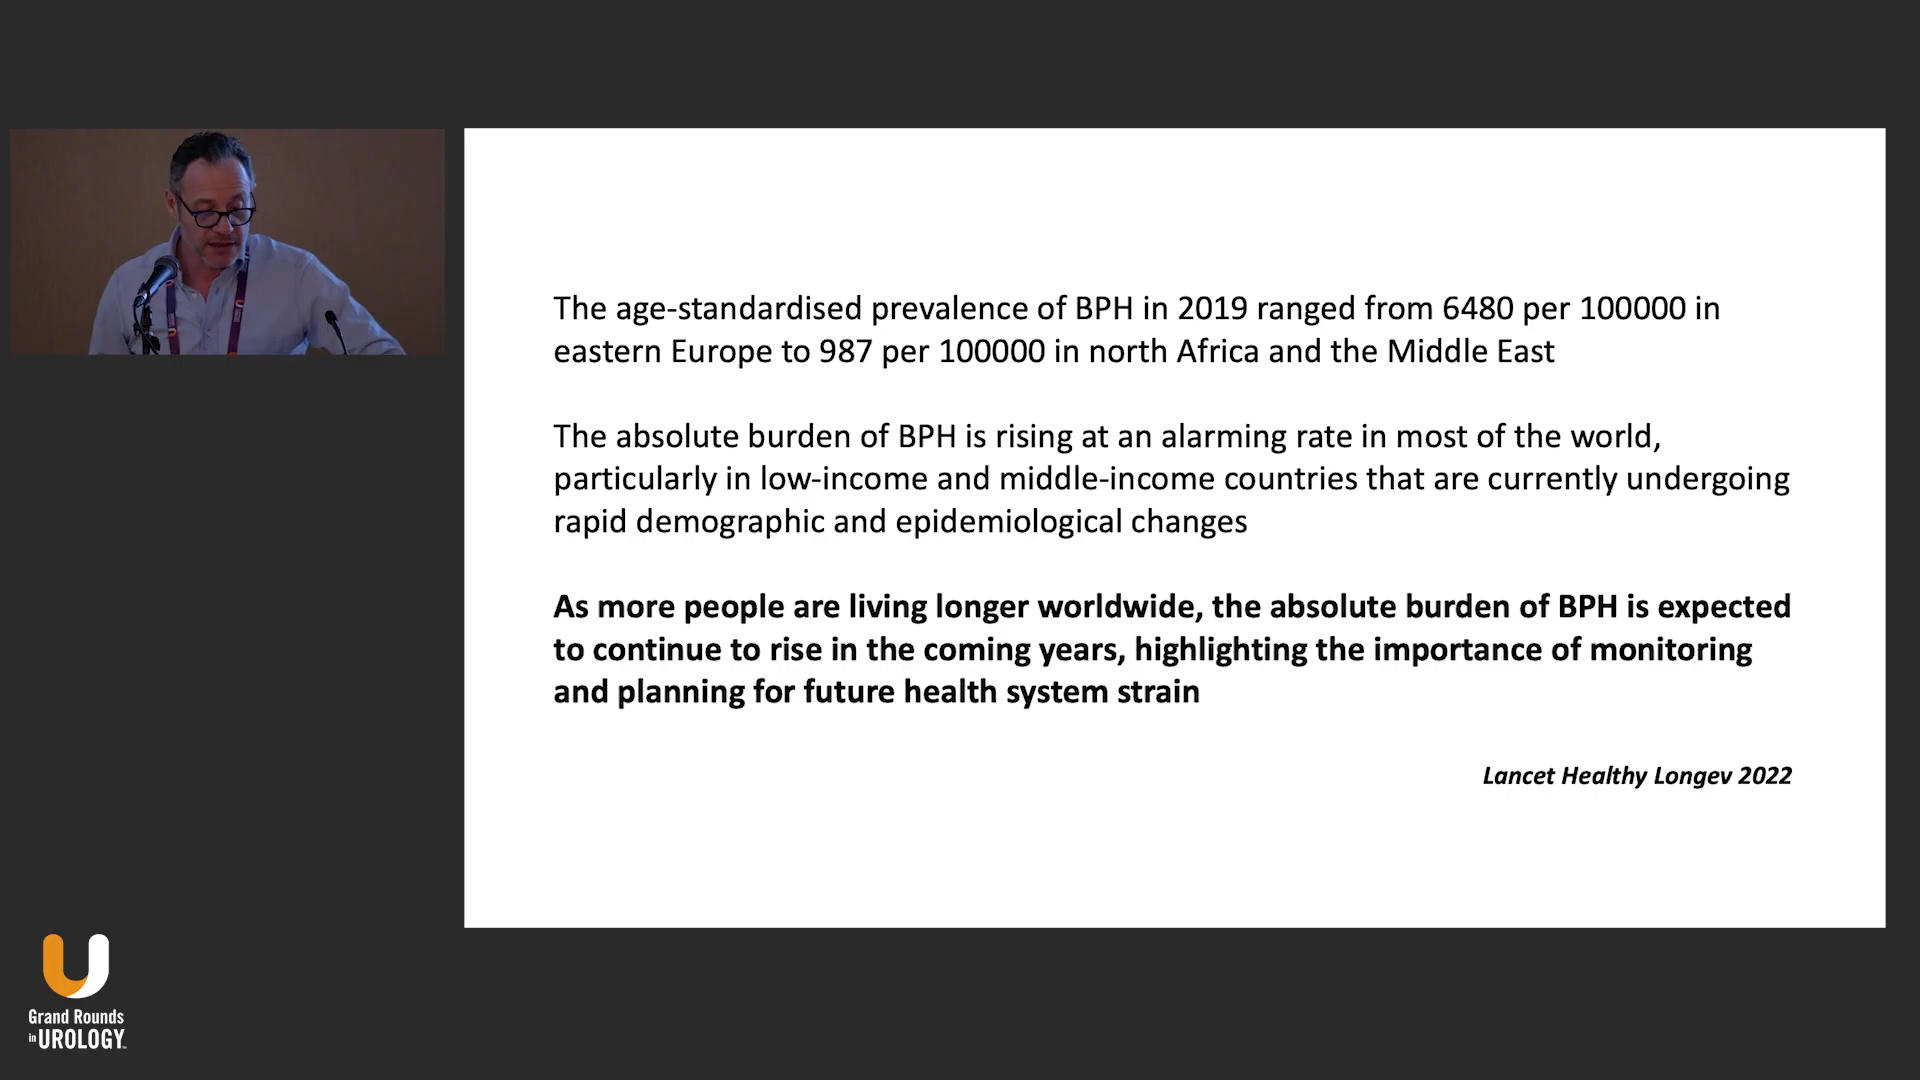 The age-standardised prevalence of BPH in 2019 ranged from 6480 per 100000 in
eastern Europe to 987 per 100000 in north Africa and the Middle East
The absolute burden of BPH is rising at an alarming rate in most of the world,
particularly in low-income and middle-income countries that are currently undergoing
rapid demographic and epidemiological changes
As more people are living longer worldwide, the absolute burden of BPH is expected
to continue to rise in the coming years, highlighting the importance of monitoring
and planning for future health system strain
Lancet Healthy Longev 2022
Grand Rounds
in UROLOGY